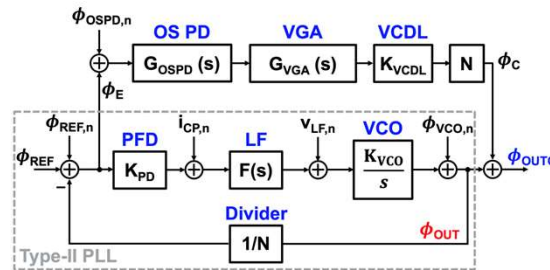 ϕOSPD,n
OS PD
VGA
VCDL
GOSPD (s)
GVGA (s)
KVCDL
N
ϕE
ϕC
ϕREF,n
PFD
iCP,n
LF
vLF,n
VCO
ϕVCO,n
ϕREF
KPD
F(s)
KVCO
s
ϕOUTC
−
Divider
ϕOUT
1/N
Type-II PLL